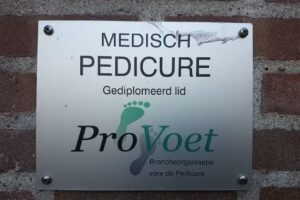 MEDISCH
PEDICURE
Gediplomeerd lid
ProVoet
Brancheorganisatie
voor de Pedicure